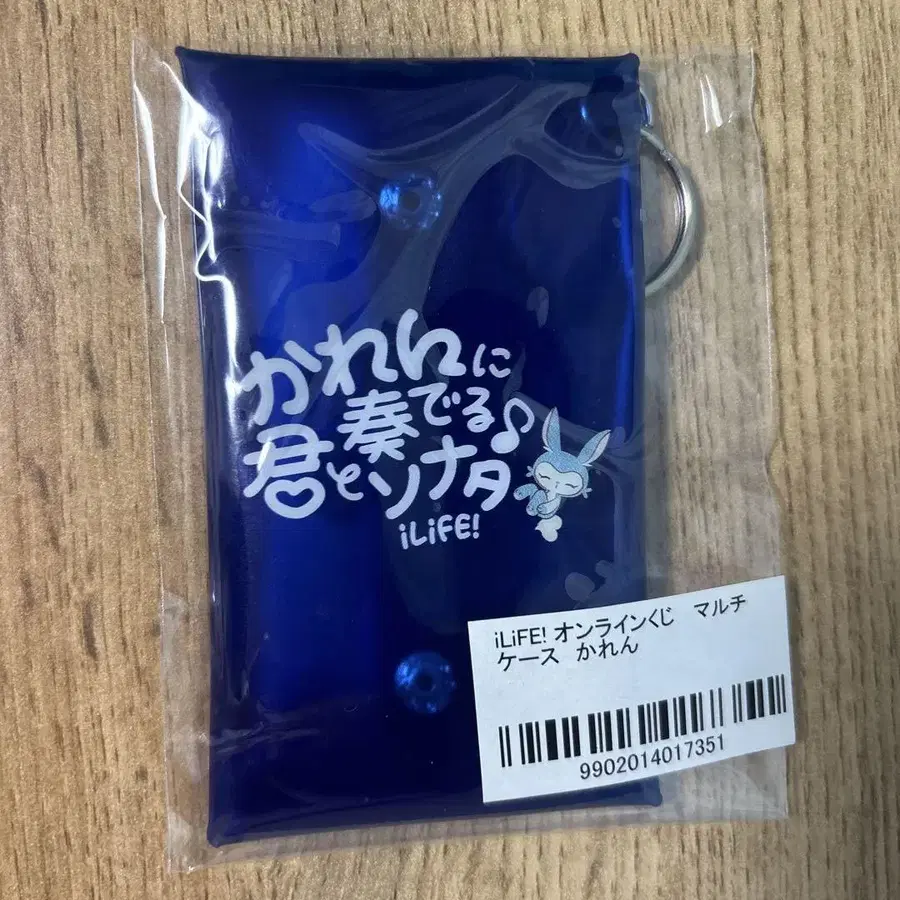 かれんに
奏でる♪
君とソナタ
iLiFE!
iLiFE! オンラインくじ　マルチ
ケース　かれん
9902014017351